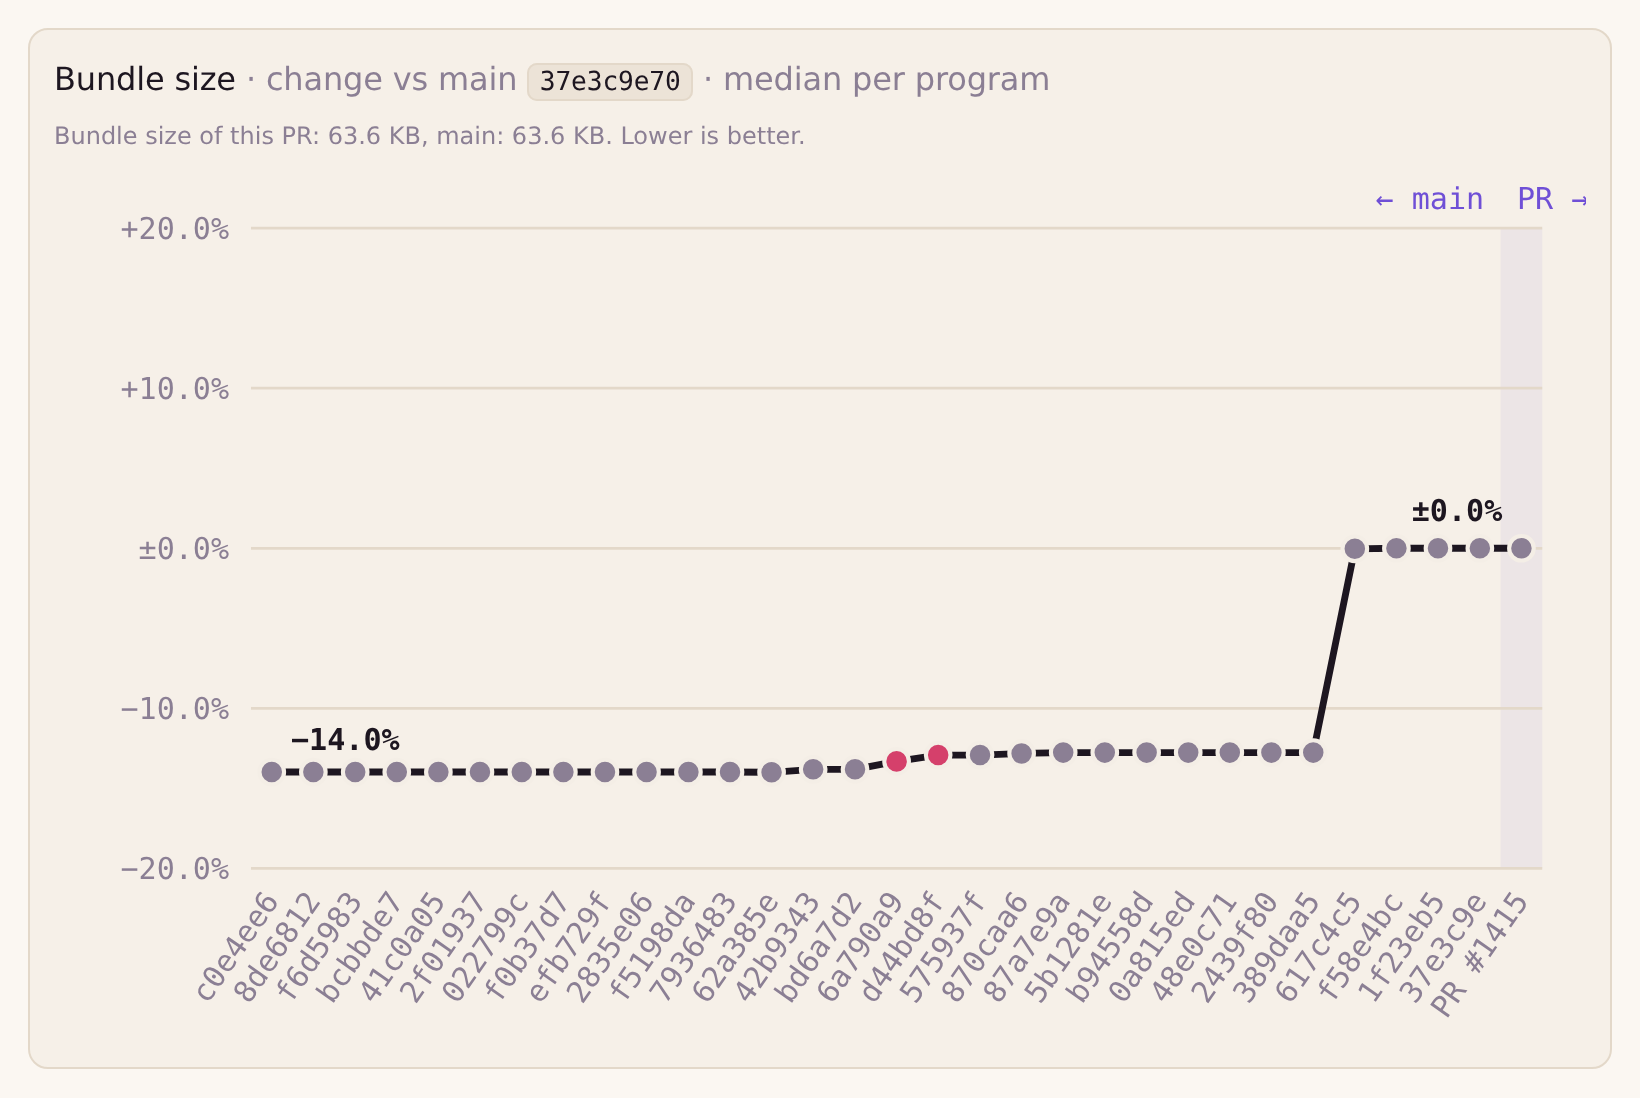 Bundle size · change vs main 37e3c9e70 · median per program
Bundle size of this PR: 63.6 KB, main: 63.6 KB. Lower is better.
← main PR →
+20.0%
+10.0%
±0.0%
±0.0%
−10.0%
−14.0%
−20.0%
c0e4ee6
8de6812
f6d5983
bcbbde7
41c0a05
2f01937
022799c
f0b37d7
efb729f
2835e06
f5198da
7936483
62a385e
42b9343
bd6a7d2
6a790a9
d44bd8f
575937f
870caa6
87a7e9a
5b1281e
b94558d
0a815ed
48e0c71
2439f80
389daa5
617c4c5
f58e4bc
1f23eb5
37e3c9e
PR #1415